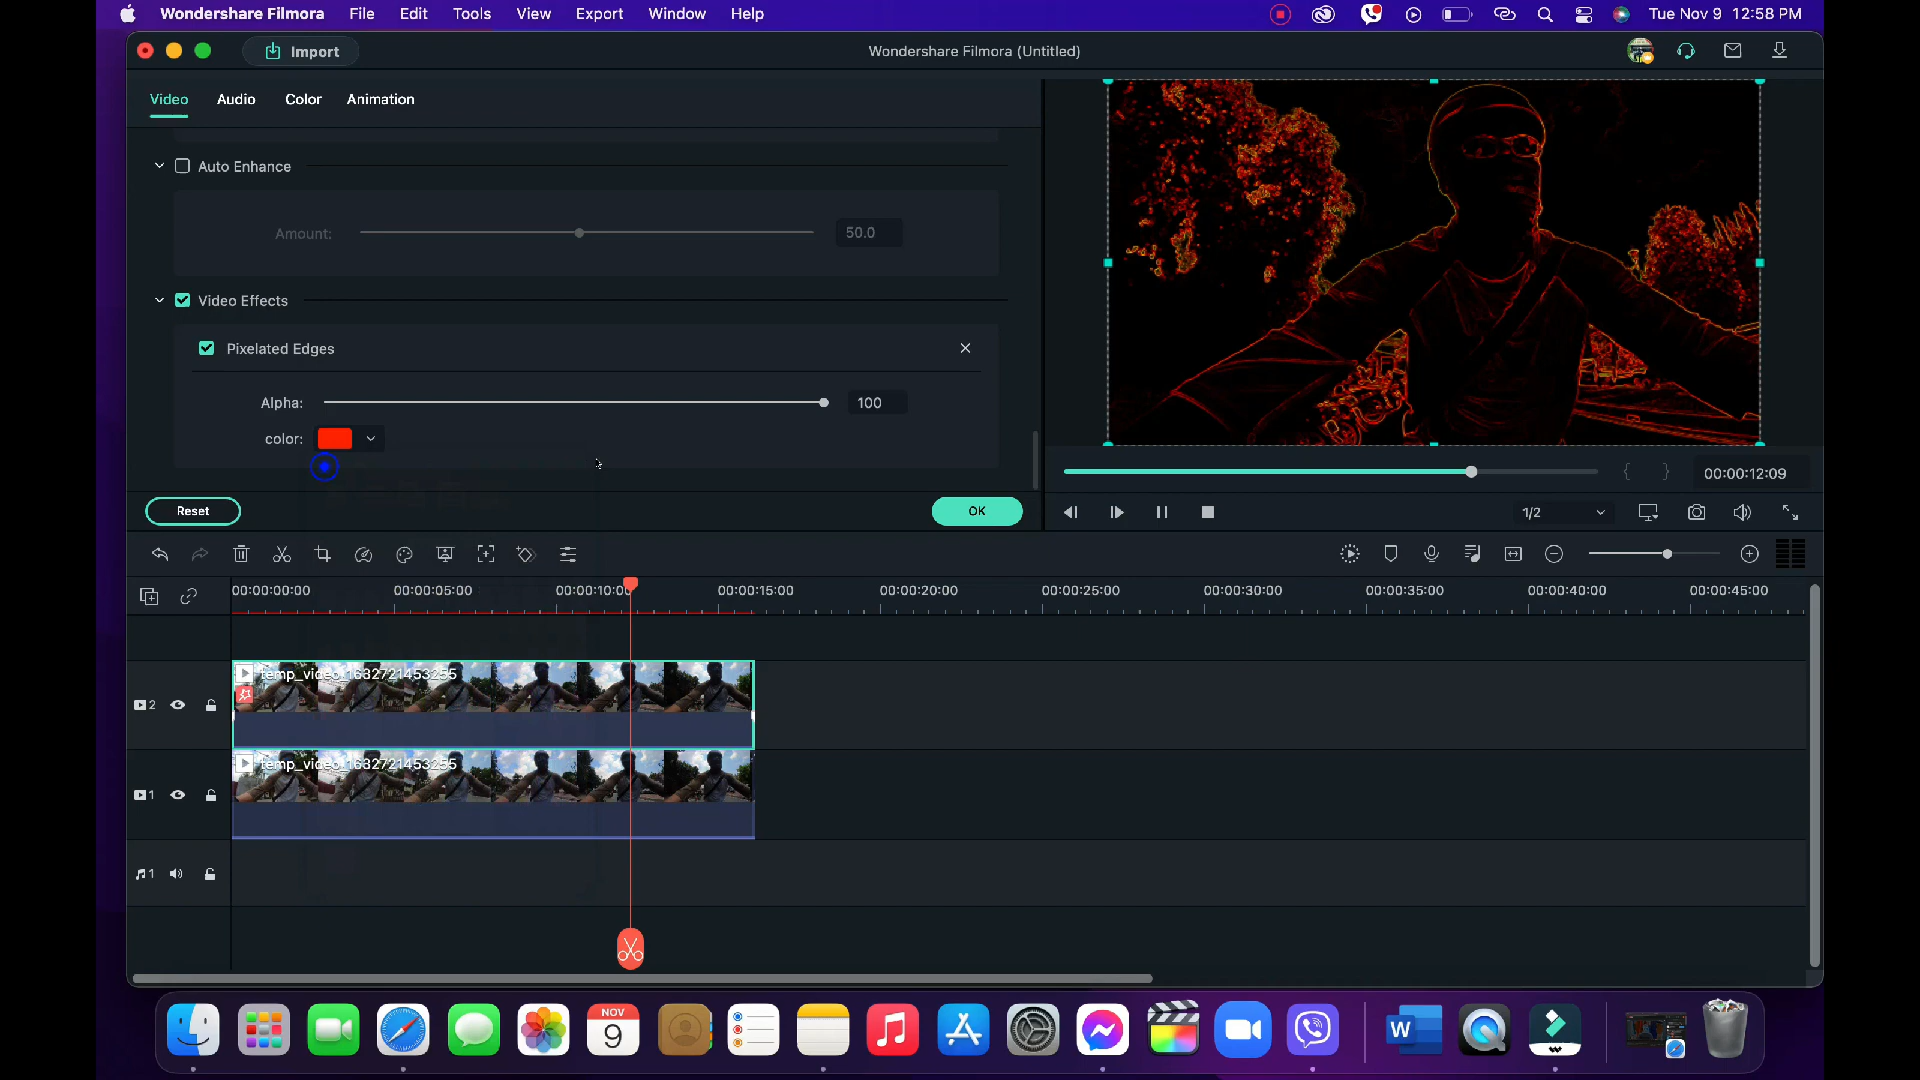 Wondershare Filmora File Edit Tools View Export Window Help Tue Nov 9 12:58 PM
Import Wondershare Filmora (Untitled)
Video Audio Color Animation
Auto Enhance
Amount: 50.0
Video Effects
Pixelated Edges
Alpha: 100
color:
00:00:12:09
Reset OK 1/2
00:00:00:00 00:00:05:00 00:00:10:00 00:00:15:00 00:00:20:00 00:00:25:00 00:00:30:00 00:00:35:00 00:00:40:00 00:00:45:00
temp_video_1632721453255
2
temp_video_1632721453255
1
1
NOV
9
W